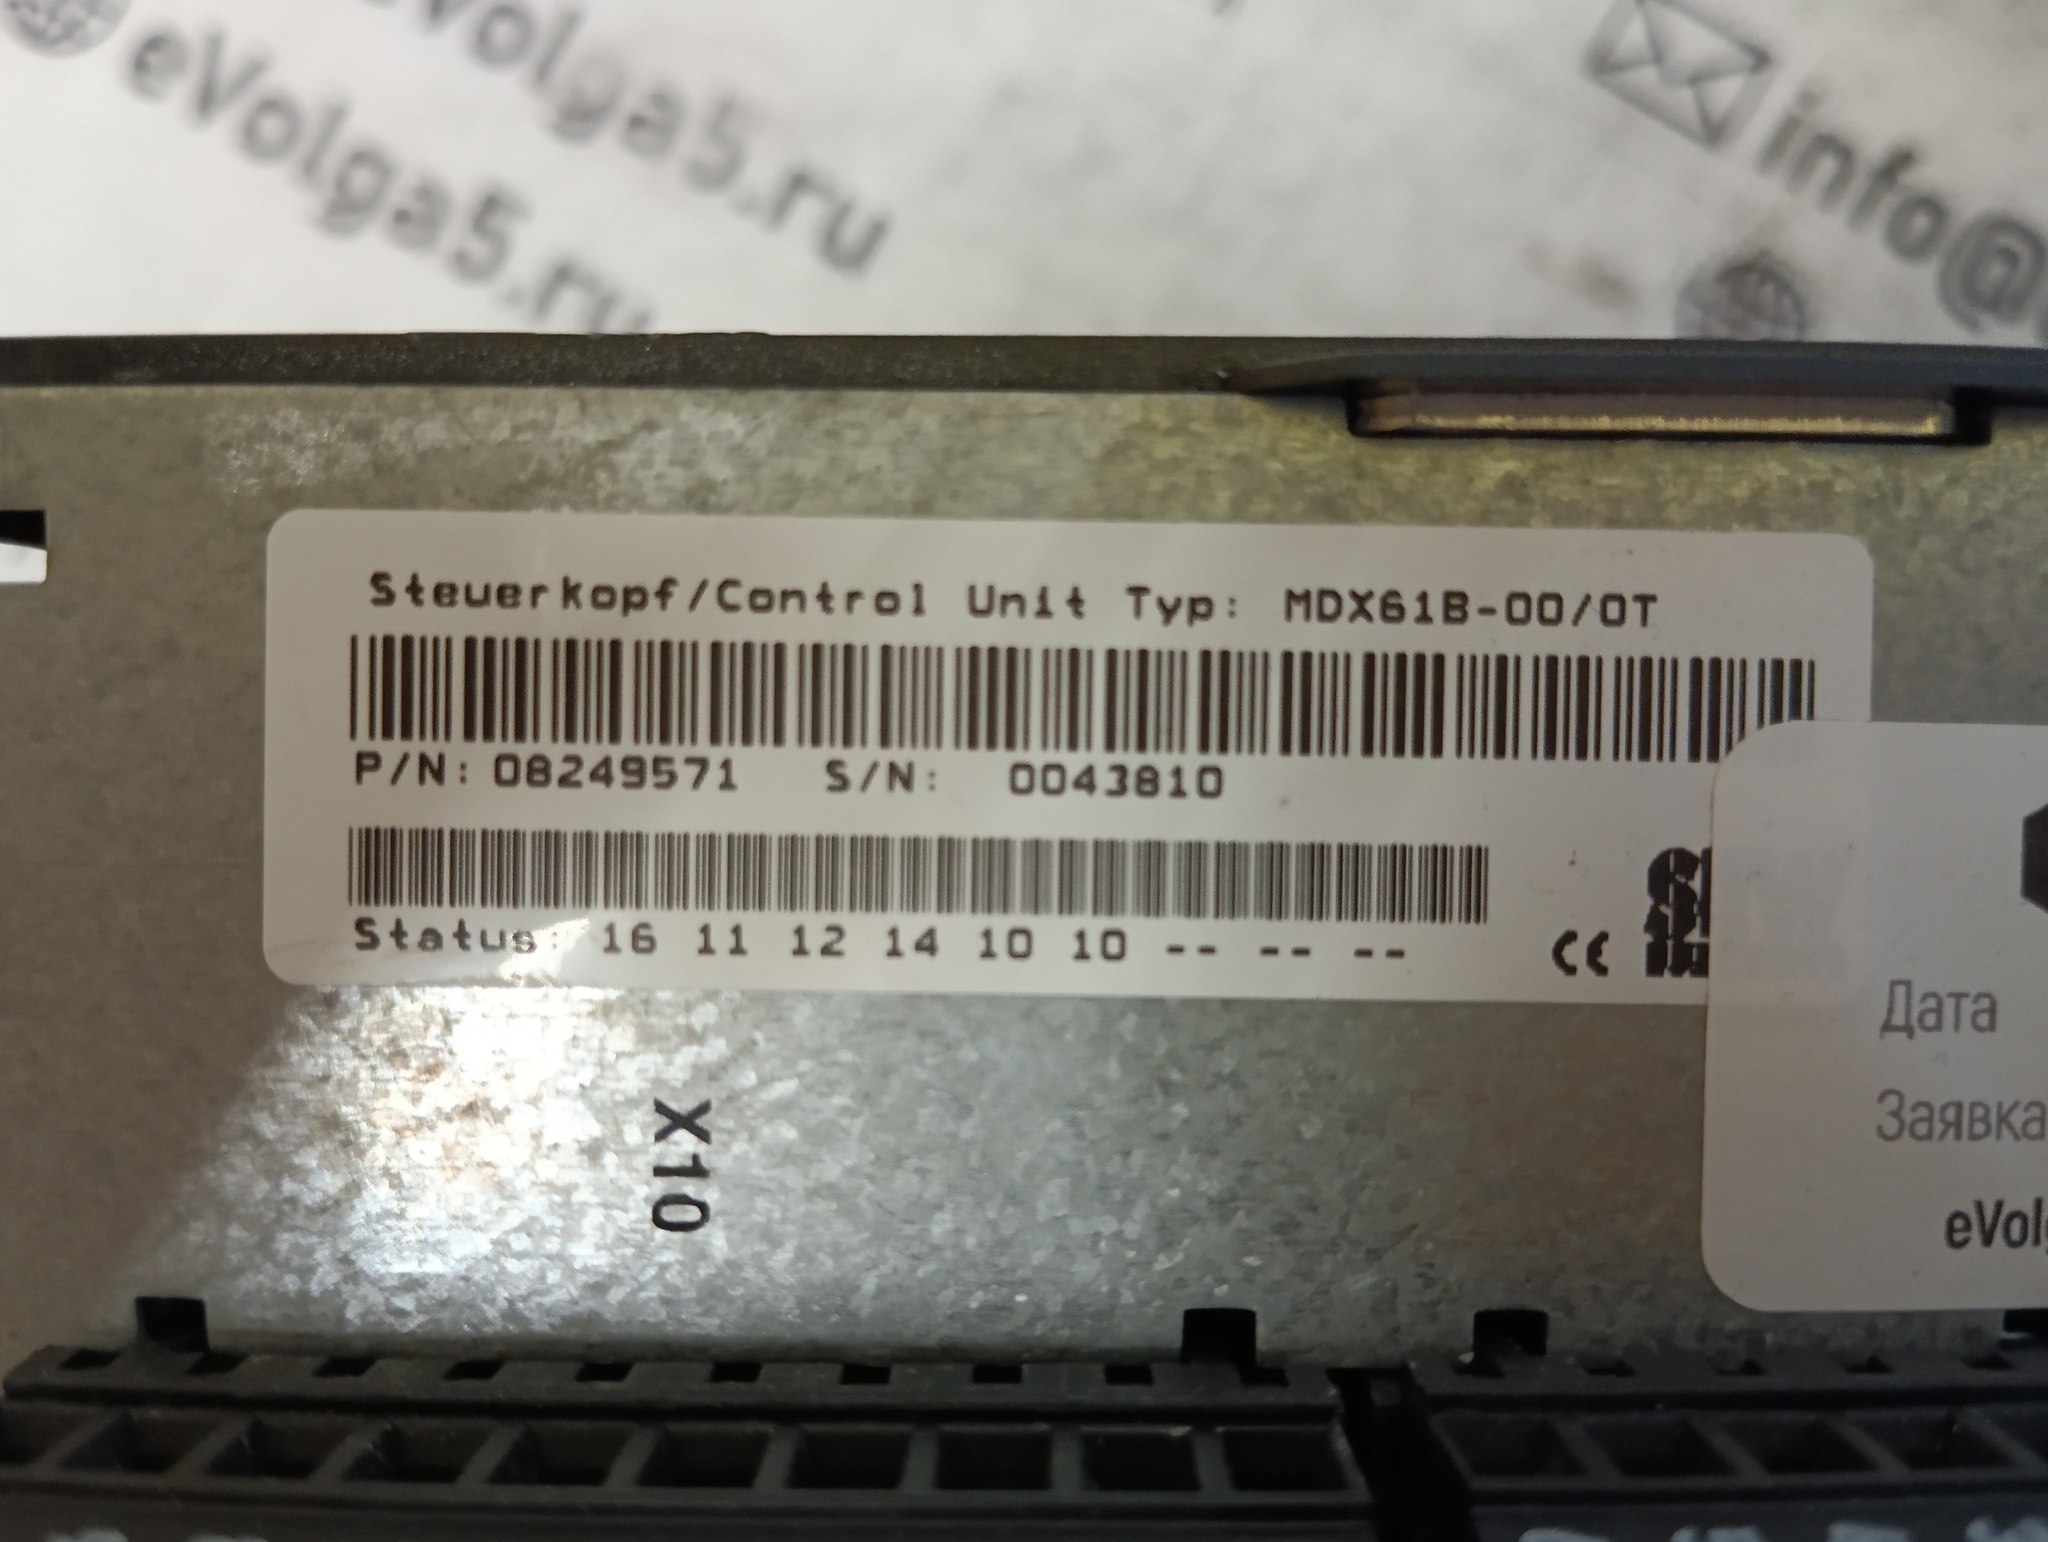 eVolga5.ru
eVolga5.ru
info@
Steuerkopf/Control Unit Typ: MDX61B-00/0T
P/N: 08249571 S/N: 0043810
Status: 16 11 12 14 10 10 -- -- --
CE
X10
Дата
Заявка
eVol